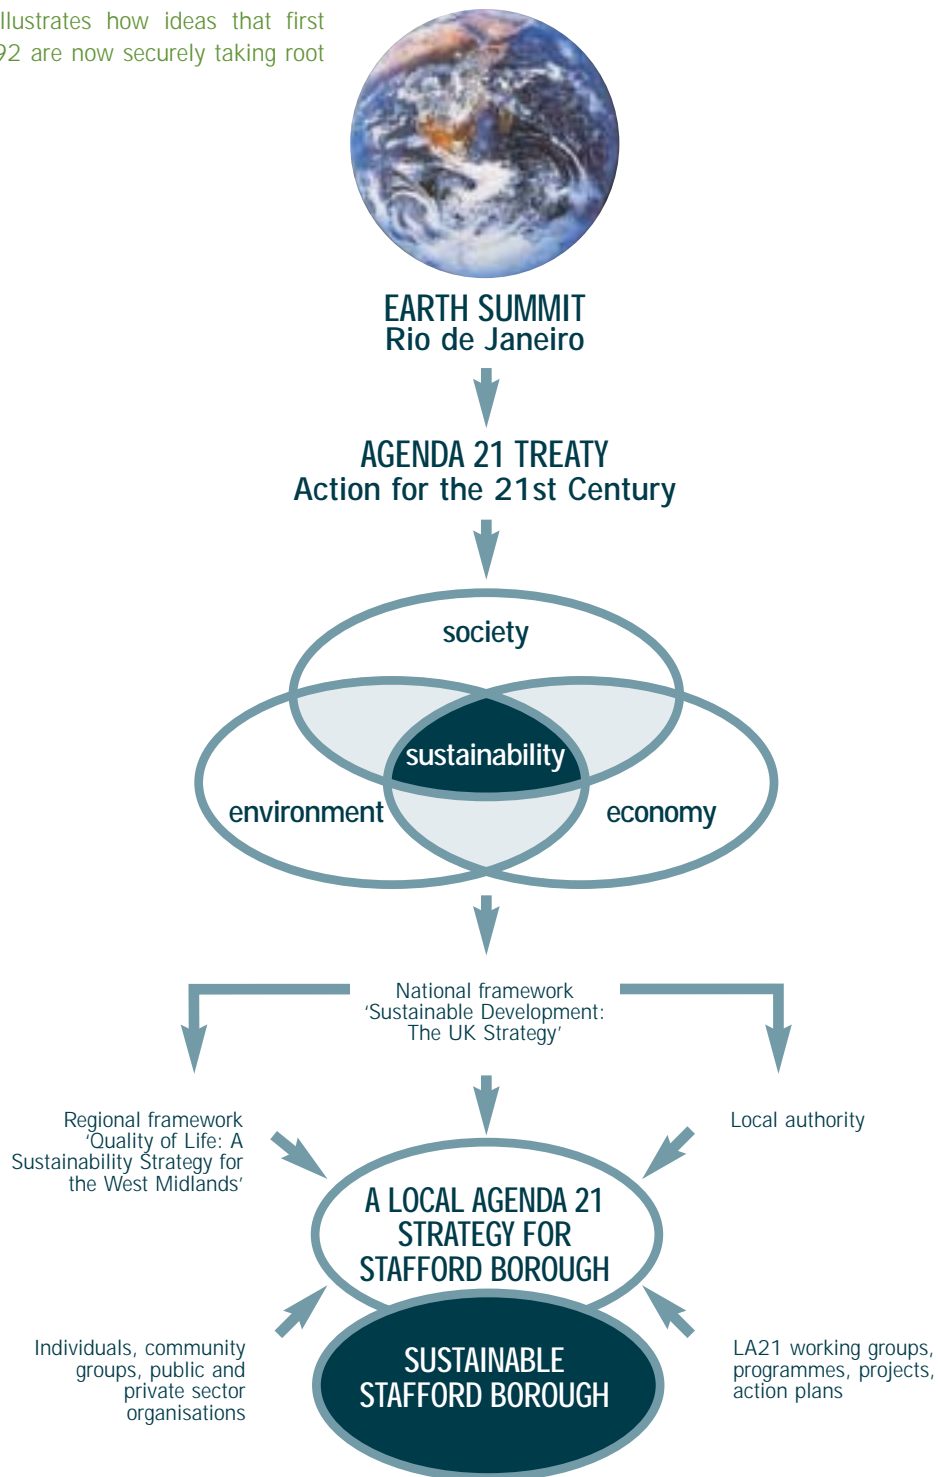 llustrates how ideas that first
92 are now securely taking root
EARTH SUMMIT
Rio de Janeiro
AGENDA 21 TREATY
Action for the 21st Century
society
sustainability
environment
economy
National framework
‘Sustainable Development:
The UK Strategy’
Regional framework
‘Quality of Life: A
Sustainability Strategy for
the West Midlands’
Local authority
A LOCAL AGENDA 21
STRATEGY FOR
STAFFORD BOROUGH
Individuals, community
groups, public and
private sector
organisations
LA21 working groups,
programmes, projects,
action plans
SUSTAINABLE
STAFFORD BOROUGH